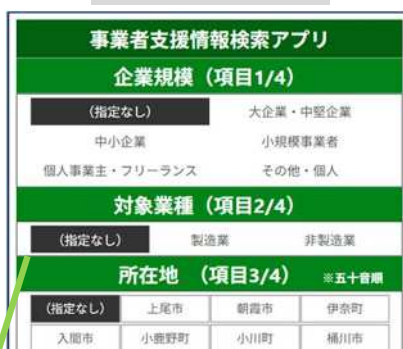 事業者支援情報検索アプリ
企業規模（項目1/4）
（指定なし） 大企業・中堅企業
中小企業 小規模事業者
個人事業主・フリーランス その他・個人
対象業種（項目2/4）
（指定なし） 製造業 非製造業
所在地 （項目3/4） ※五十音順
（指定なし） 上尾市 朝霞市 伊奈町
入間市 小鹿野町 小川町 桶川市